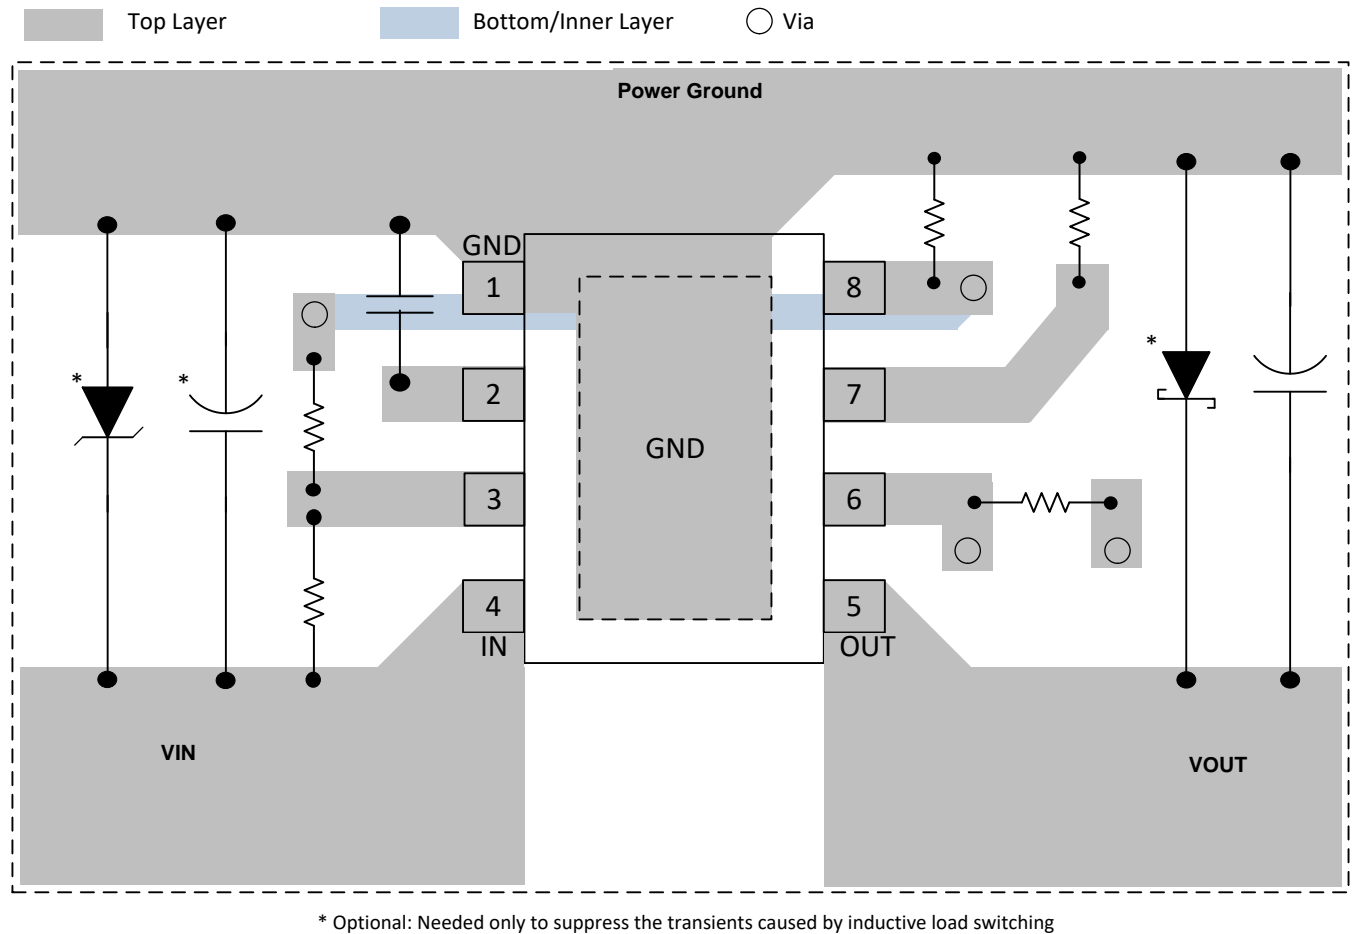 Top Layer
Bottom/Inner Layer
Via
Power Ground
GND
1
8
2
7
*
*
*
GND
3
6
4
5
IN
OUT
VIN
VOUT
* Optional: Needed only to suppress the transients caused by inductive load switching